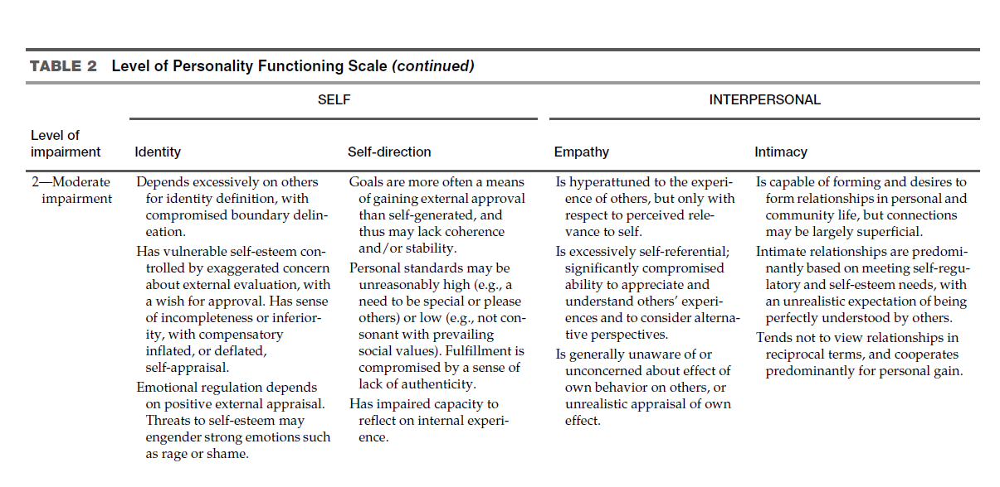 TABLE 2 Level of Personality Functioning Scale (continued)
SELF
INTERPERSONAL
Level of
impairment
Identity
Self-direction
Empathy
Intimacy
2—Moderate
impairment
Depends excessively on others
for identity definition, with
compromised boundary delin-
eation.
Has vulnerable self-esteem con-
trolled by exaggerated concern
about external evaluation, with
a wish for approval. Has sense
of incompleteness or inferior-
ity, with compensatory
inflated, or deflated,
self-appraisal.
Emotional regulation depends
on positive external appraisal.
Threats to self-esteem may
engender strong emotions such
as rage or shame.
Goals are more often a means
of gaining external approval
than self-generated, and
thus may lack coherence
and/or stability.
Personal standards may be
unreasonably high (e.g., a
need to be special or please
others) or low (e.g., not con-
sonant with prevailing
social values). Fulfillment is
compromised by a sense of
lack of authenticity.
Has impaired capacity to
reflect on internal experi-
ence.
Is hyperattuned to the experi-
ence of others, but only with
respect to perceived rele-
vance to self.
Is excessively self-referential;
significantly compromised
ability to appreciate and
understand others' experi-
ences and to consider alterna-
tive perspectives.
Is generally unaware of or
unconcerned about effect of
own behavior on others, or
unrealistic appraisal of own
effect.
Is capable of forming and desires to
form relationships in personal and
community life, but connections
may be largely superficial.
Intimate relationships are predomi-
nantly based on meeting self-regu-
latory and self-esteem needs, with
an unrealistic expectation of being
perfectly understood by others.
Tends not to view relationships in
reciprocal terms, and cooperates
predominantly for personal gain.